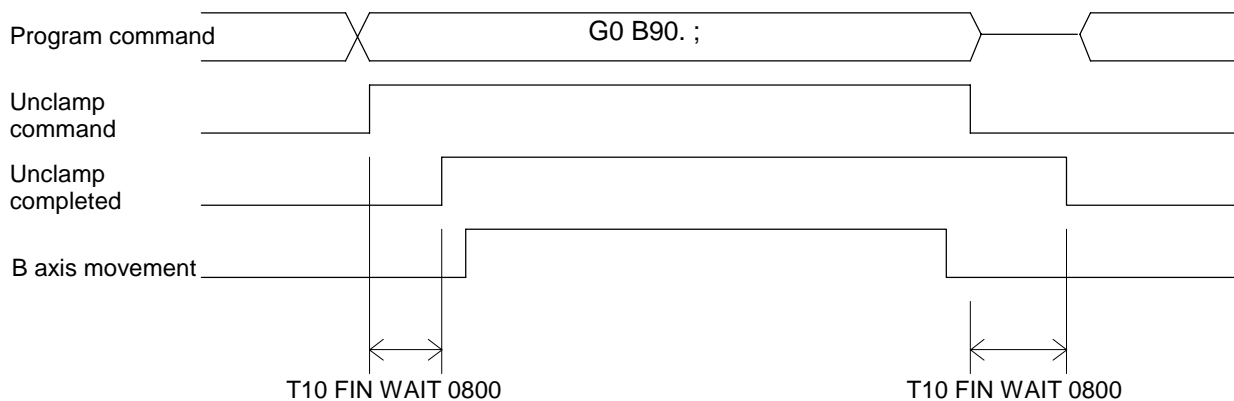 Program command
G0 B90. ;
Unclamp
command
Unclamp
completed
B axis movement
T10 FIN WAIT 0800
T10 FIN WAIT 0800